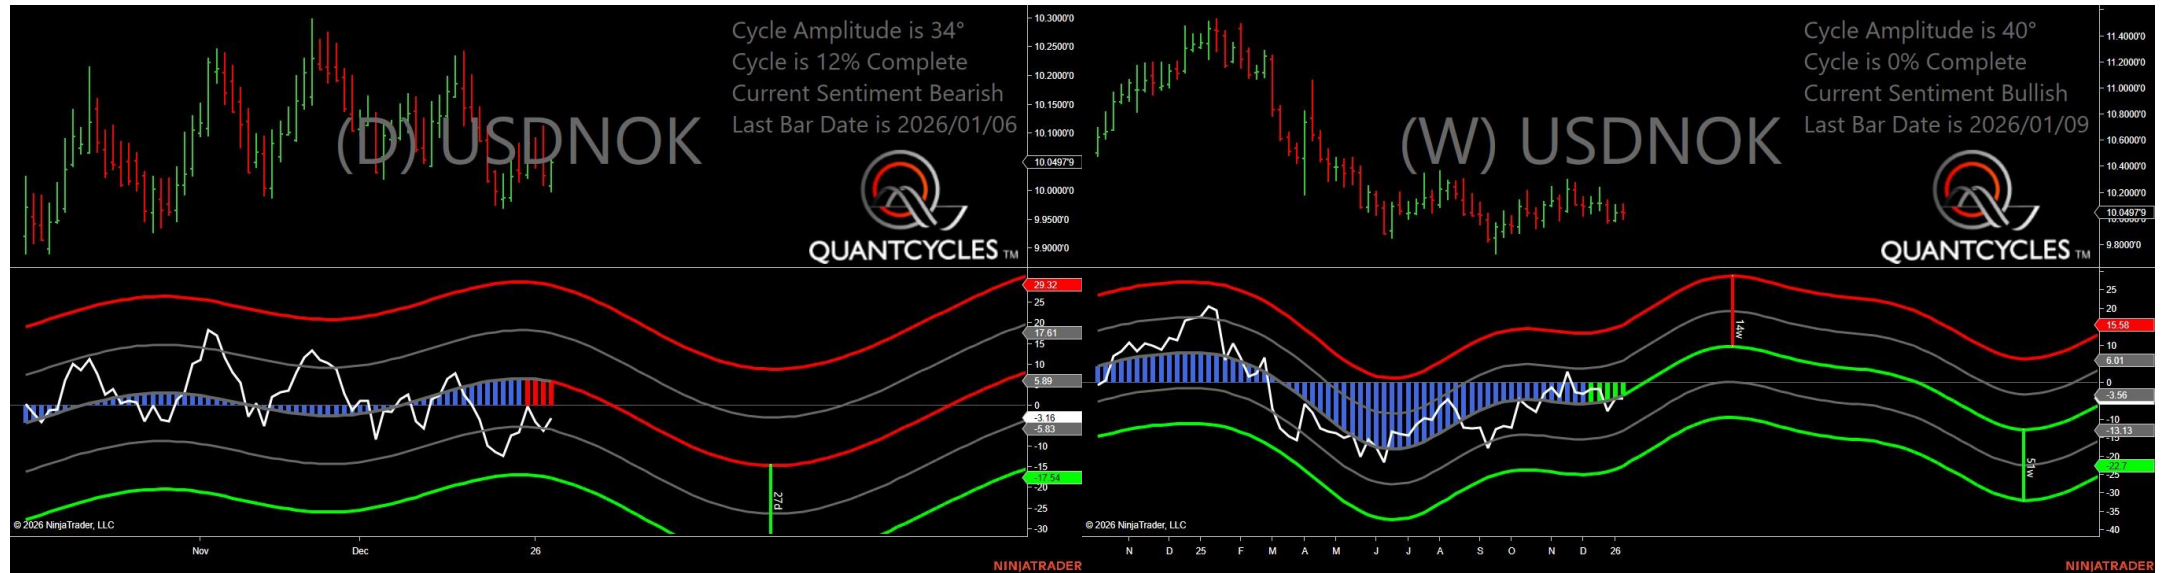 Cycle Amplitude is 34°
Cycle is 12% Complete
Current Sentiment Bearish
Last Bar Date is 2026/01/06
(D) USDNOK
QUANTCYCLES TM
10.3000'0
10.2500'0
10.2000'0
10.1500'0
10.1000'0
10.0497'9
10.0000'0
9.9500'0
9.9000'0
29.32
25
20
17.61
15
10
5.89
0
-3.16
-5.83
-10
-15
-17.54
-20
-25
-30
27d
© 2026 NinjaTrader, LLC
Nov
Dec
26
NINJATRADER
Cycle Amplitude is 40°
Cycle is 0% Complete
Current Sentiment Bullish
Last Bar Date is 2026/01/09
(W) USDNOK
QUANTCYCLES TM
11.4000'0
11.2000'0
11.0000'0
10.8000'0
10.6000'0
10.4000'0
10.2000'0
10.0497'9
9.8000'0
25
20
15.58
10
6.01
0
-3.56
-10
-13.13
-15
-20
-22.7
-25
-30
-35
-40
14w
51w
© 2026 NinjaTrader, LLC
N D 25 F M A M J J A S O N D 26
NINJATRADER